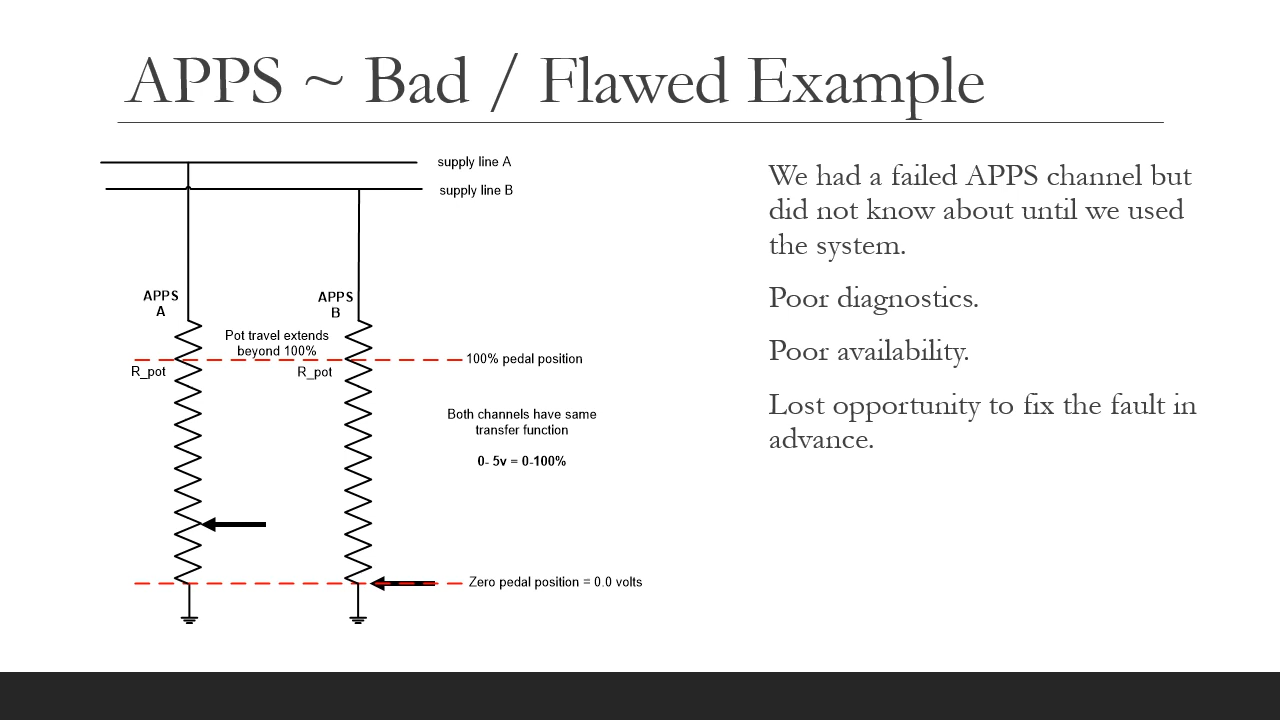 APPS ~ Bad / Flawed Example
supply line A
supply line B
APPS
A
APPS
B
Pot travel extends
beyond 100%
R_pot
R_pot
100% pedal position
Both channels have same
transfer function
0- 5v = 0-100%
Zero pedal position = 0.0 volts
We had a failed APPS channel but
did not know about until we used
the system.
Poor diagnostics.
Poor availability.
Lost opportunity to fix the fault in
advance.